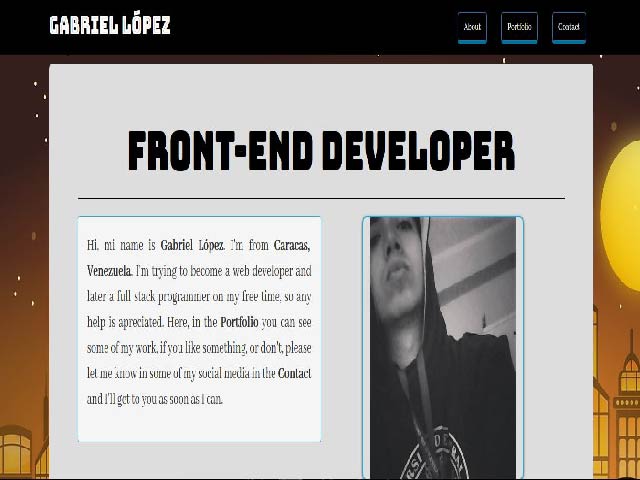 GABRIEL LÓPEZ
About
Portfolio
Contact
FRONT-END DEVELOPER
Hi, mi name is Gabriel López. I'm from Caracas,
Venezuela. I'm trying to become a web developer and
later a full stack programmer on my free time, so any
help is apreciated. Here, in the Portfolio you can see
some of my work, if you like something, or don't, please
let me know in some of my social media in the Contact
and I'll get to you as soon as I can.